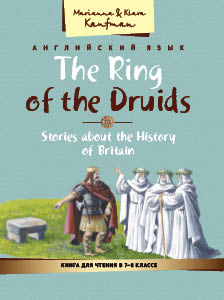 Marianna & Klara
Kaufman
АНГЛИЙСКИЙ ЯЗЫК
The Ring
of the Druids
Stories about the History
of Britain
КНИГА ДЛЯ ЧТЕНИЯ В 7–8 КЛАССЕ